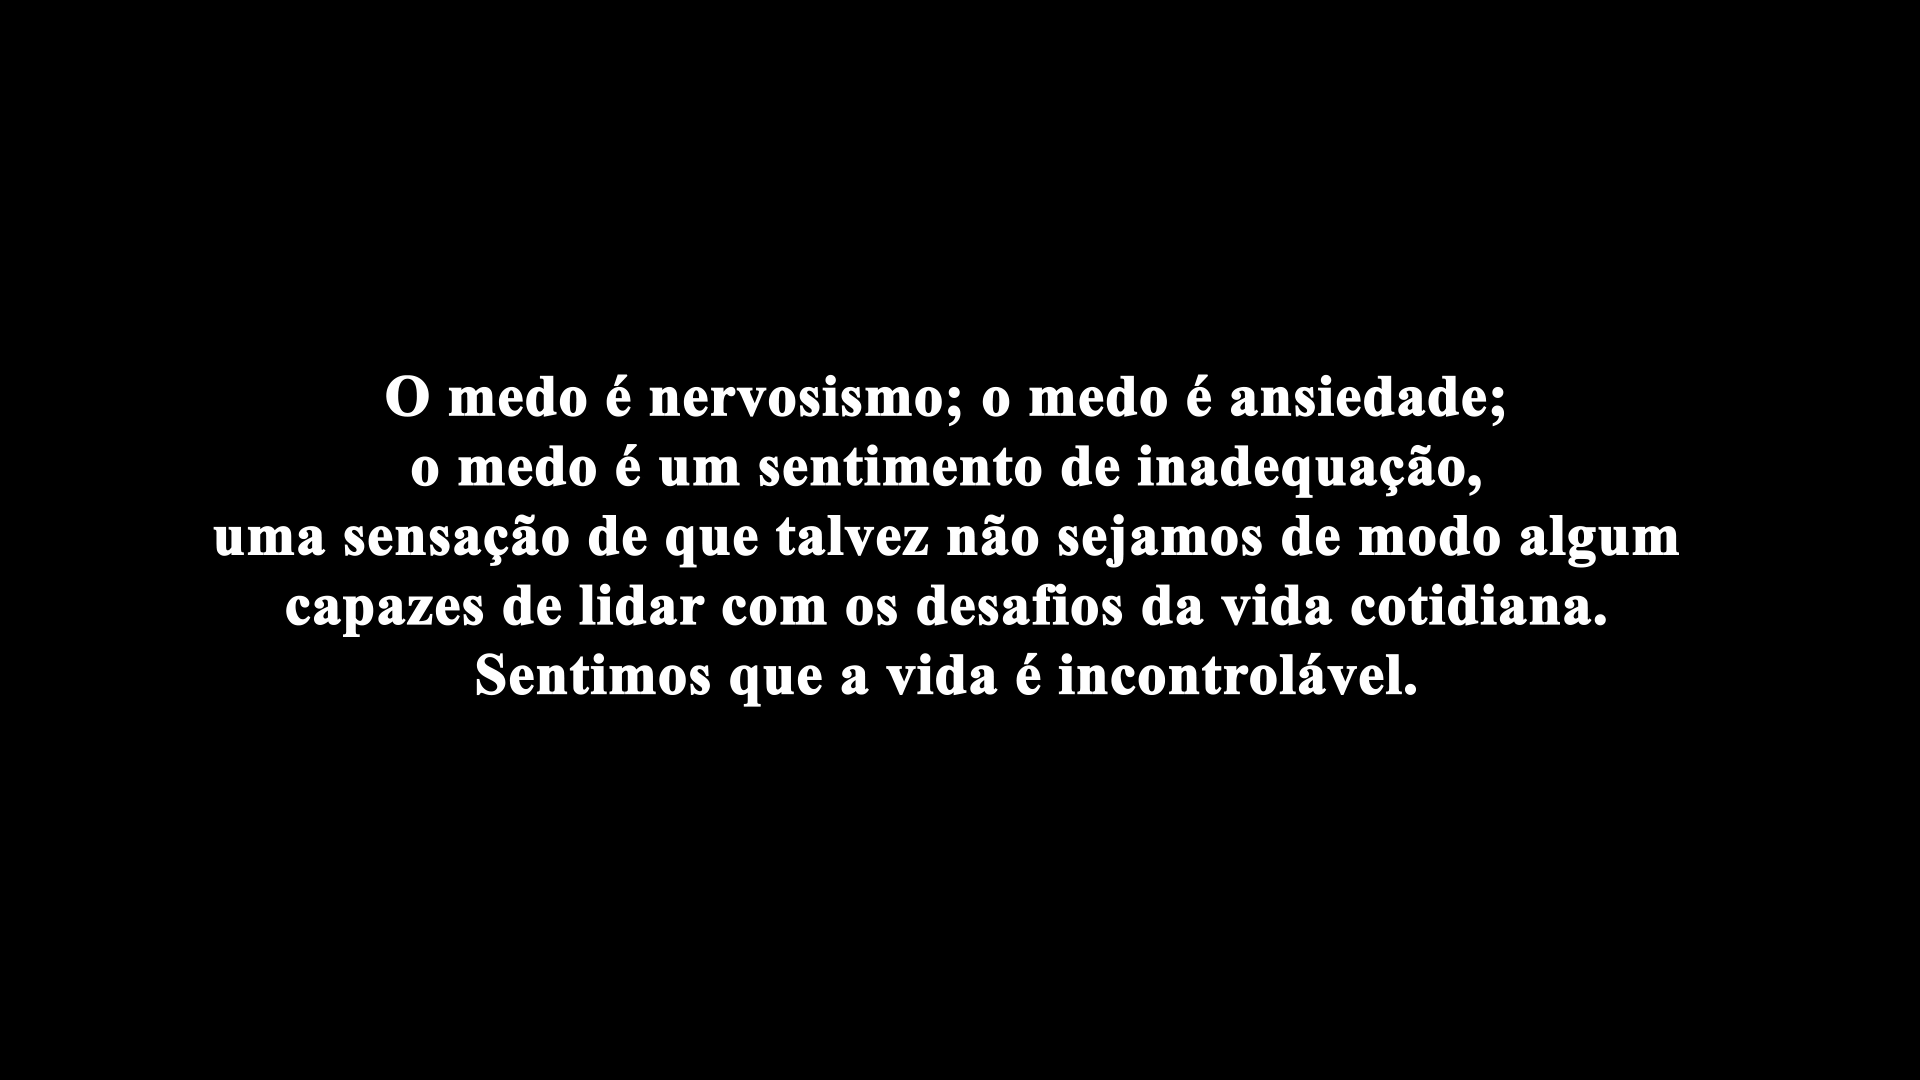 O medo é nervosismo; o medo é ansiedade;
o medo é um sentimento de inadequação,
uma sensação de que talvez não sejamos de modo algum
capazes de lidar com os desafios da vida cotidiana.
Sentimos que a vida é incontrolável.